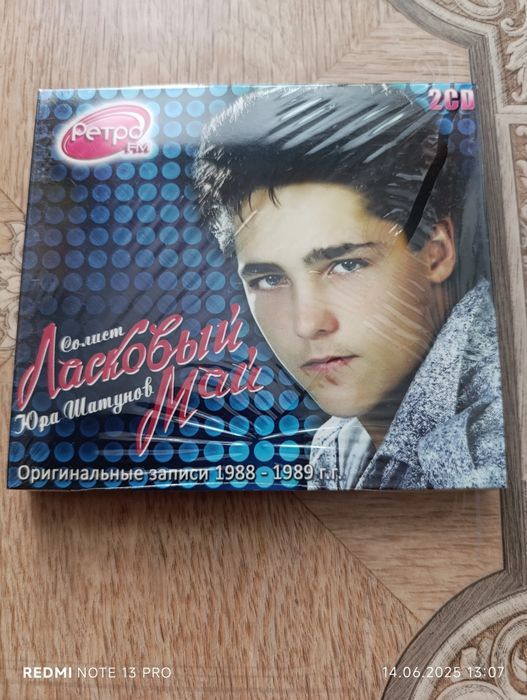 Ретро
FM
2CD
Солист
Ласковый
Май
Юра Шатунов
Оригинальные записи 1988 - 1989 г.г.
REDMI NOTE 13 PRO
14.06.2025 13:07